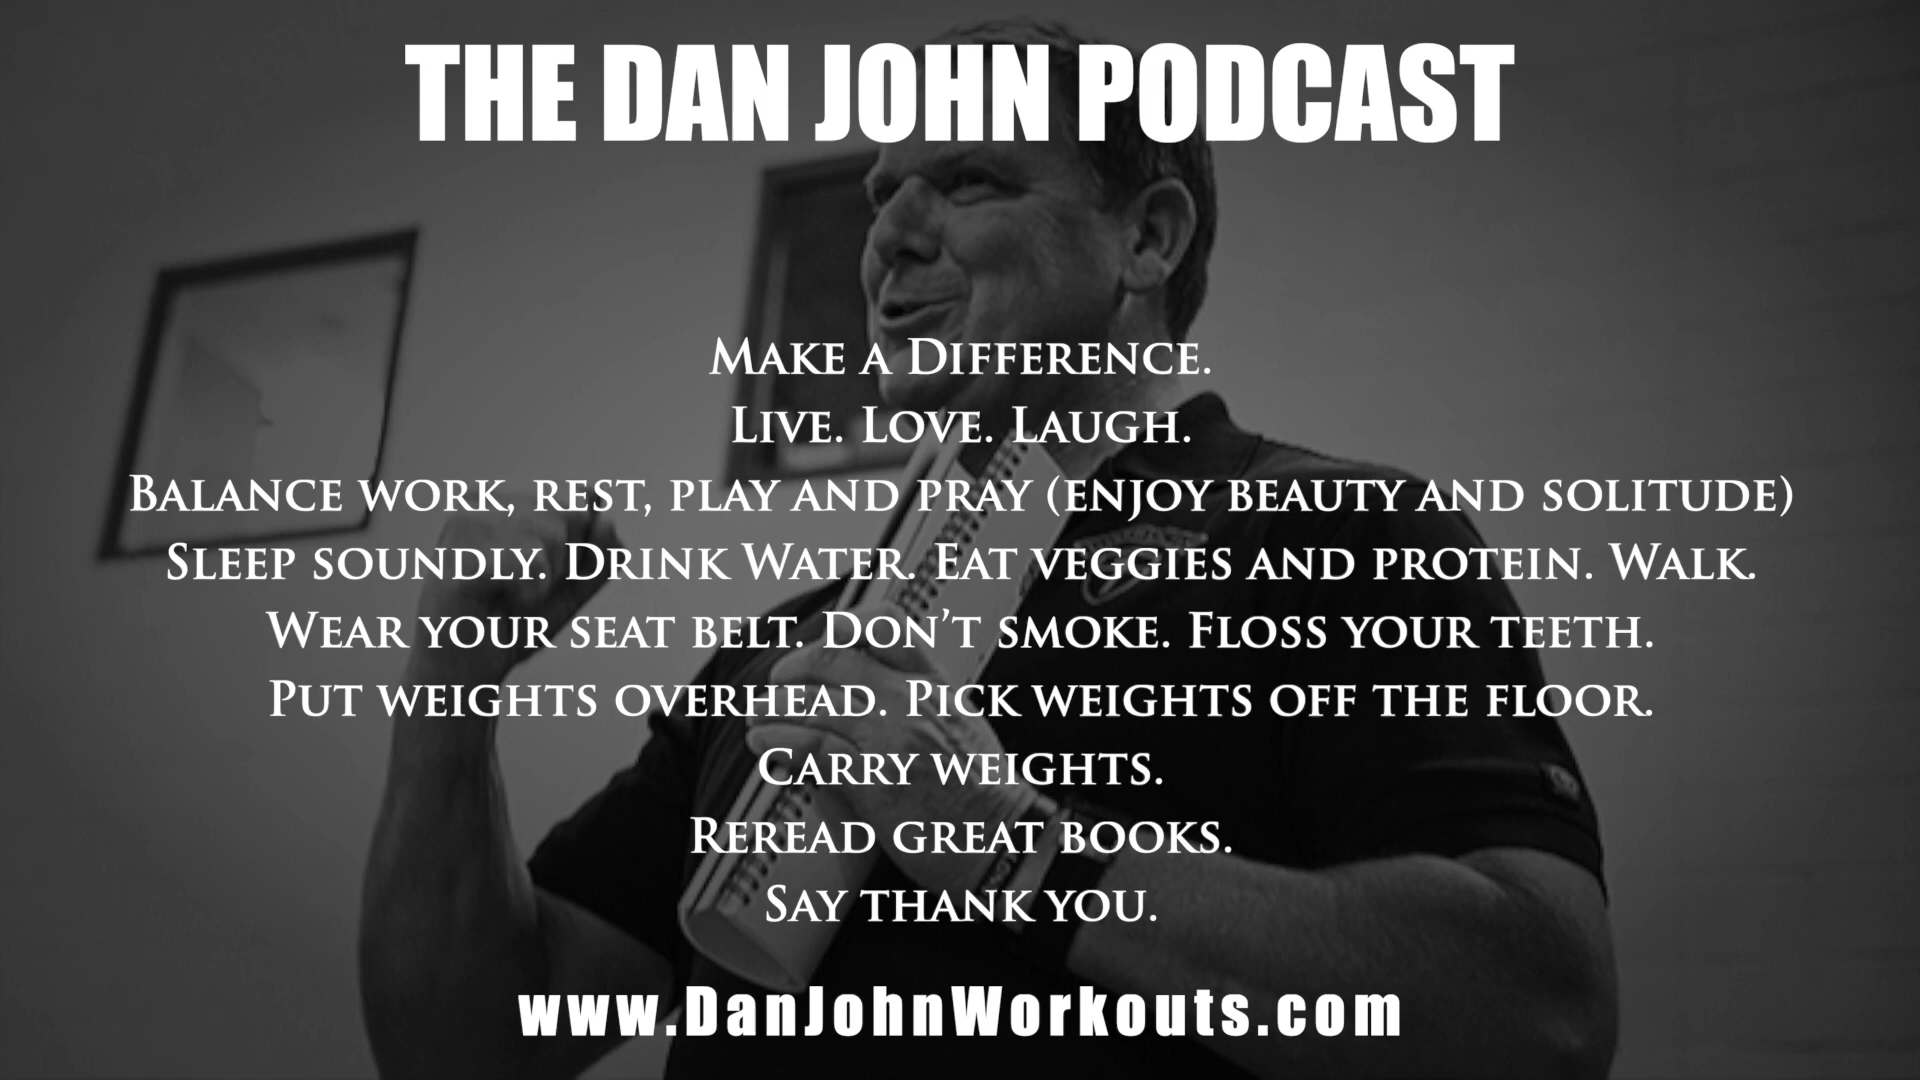 THE DAN JOHN PODCAST
Make a Difference.
Live. Love. Laugh.
Balance work, rest, play and pray (enjoy beauty and solitude)
Sleep soundly. Drink Water. Eat veggies and protein. Walk.
Wear your seat belt. Don't smoke. Floss your teeth.
Put weights overhead. Pick weights off the floor.
Carry weights.
Reread great books.
Say thank you.
www.DanJohnWorkouts.com